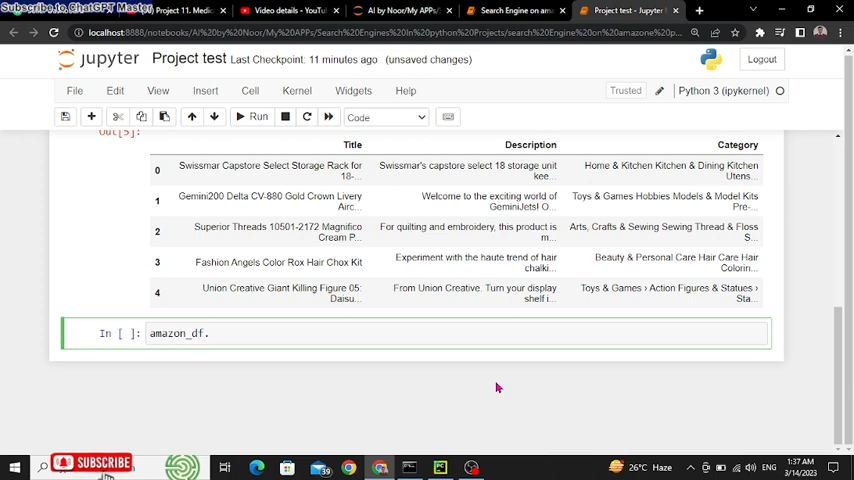 Subscribe to ChatGPT Master
Project 11. Medic
Video details - YouTu
AI by Noor/My APPs/
Search Engine on am
Project test - Jupyter
localhost:8888/notebooks/AI%20by%20Noor/My%20APPs/Search%20Engines%20In%20python%20Projects/search%20Engine%20on%20amazone%20p...
jupyter Project test Last Checkpoint: 11 minutes ago (unsaved changes) Logout
File Edit View Insert Cell Kernel Widgets Help Trusted Python 3 (ipykernel)
Run Code
Out[5]:
Title Description Category
0 Swissmar Capstore Select Storage Rack for 18-... Swissmar's capstore select 18 storage unit kee... Home & Kitchen Kitchen & Dining Kitchen Utens...
1 Gemini200 Delta CV-880 Gold Crown Livery Airc... Welcome to the exciting world of GeminiJets! O... Toys & Games Hobbies Models & Model Kits Pre-...
2 Superior Threads 10501-2172 Magnifico Cream P... For quilting and embroidery, this product is m... Arts, Crafts & Sewing Sewing Thread & Floss S...
3 Fashion Angels Color Rox Hair Chox Kit Experiment with the haute trend of hair chalki... Beauty & Personal Care Hair Care Hair Colorin...
4 Union Creative Giant Killing Figure 05: Daisu... From Union Creative. Turn your display shelf i... Toys & Games › Action Figures & Statues › Sta...
In [ ]: amazon_df.
SUBSCRIBE
39
26°C Haze
ENG
1:37 AM
3/14/2023